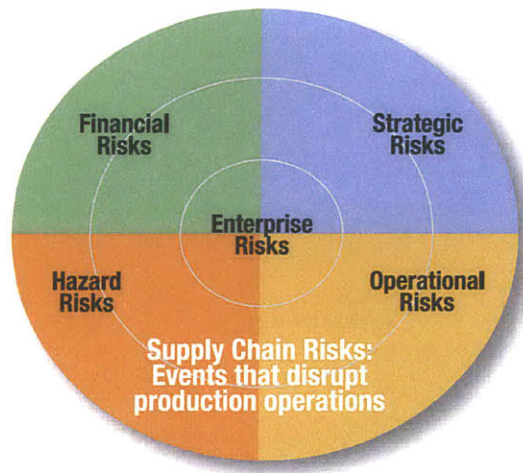 Financial
Risks
Strategic
Risks
Enterprise
Risks
Hazard
Risks
Operational
Risks
Supply Chain Risks:
Events that disrupt
production operations